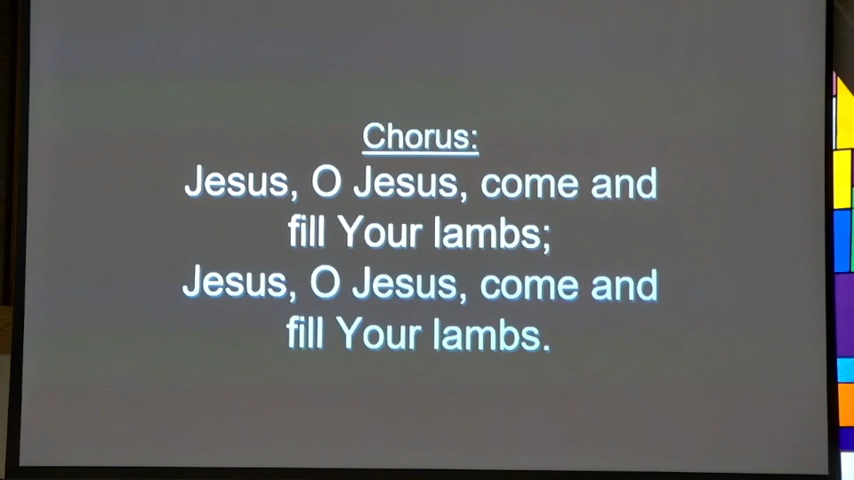 Chorus:
Jesus, O Jesus, come and
fill Your lambs;
Jesus, O Jesus, come and
fill Your lambs.